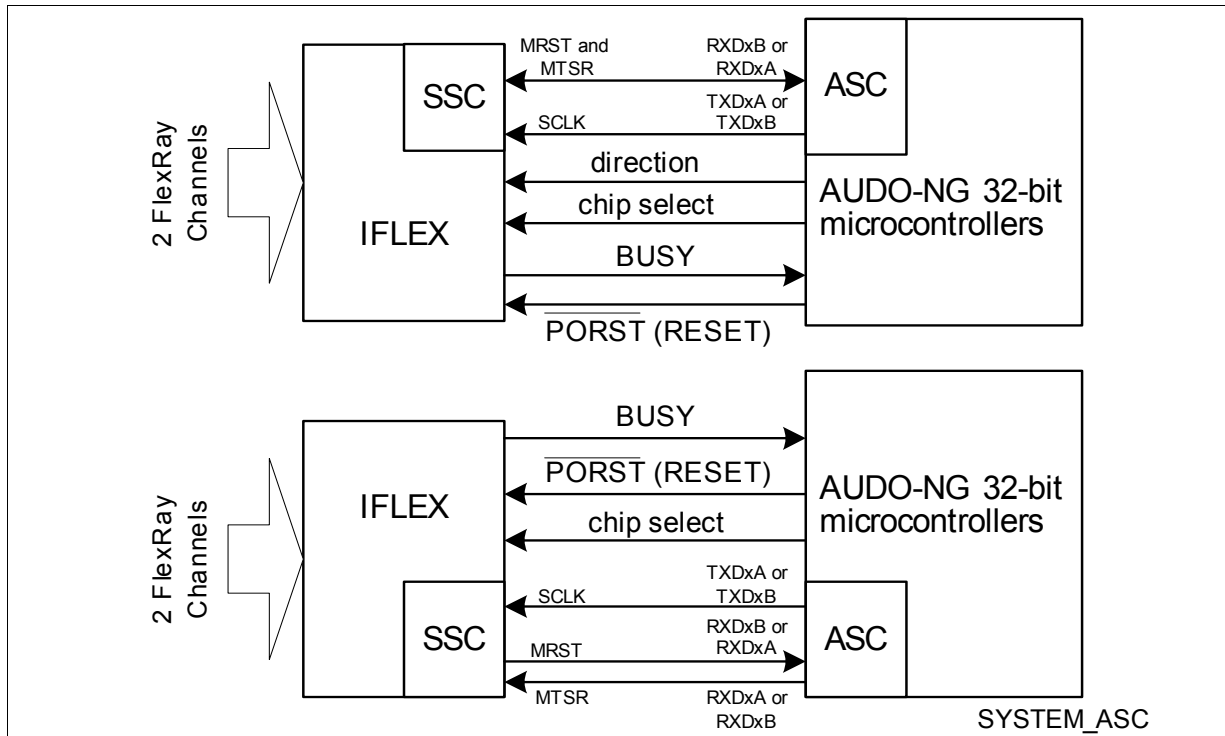 2 FlexRay
Channels
SSC
IFLEX
MRST and
MTSR
RXDxB or
RXDxA
SCLK
TXDxA or
TXDxB
direction
chip select
BUSY
PORST (RESET)
ASC
AUDO-NG 32-bit
microcontrollers
2 FlexRay
Channels
IFLEX
SSC
BUSY
PORST (RESET)
chip select
SCLK
TXDxA or
TXDxB
MRST
RXDxB or
RXDxA
MTSR
RXDxA or
RXDxB
AUDO-NG 32-bit
microcontrollers
ASC
SYSTEM_ASC